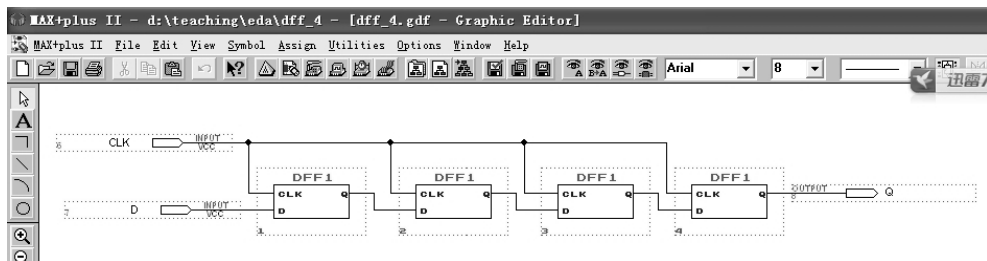 MAX+plus II - d:\teaching\eda\dff_4 - [dff_4.gdf - Graphic Editor]
MAX+plus II File Edit View Symbol Assign Utilities Options Window Help
Arial 8
迅雷
A
CLK INPUT VCC
DFF1 DFF1 DFF1 DFF1
CLK Q CLK Q CLK Q CLK Q OUTPUT Q
D INPUT VCC D D D D
1 2 3 4